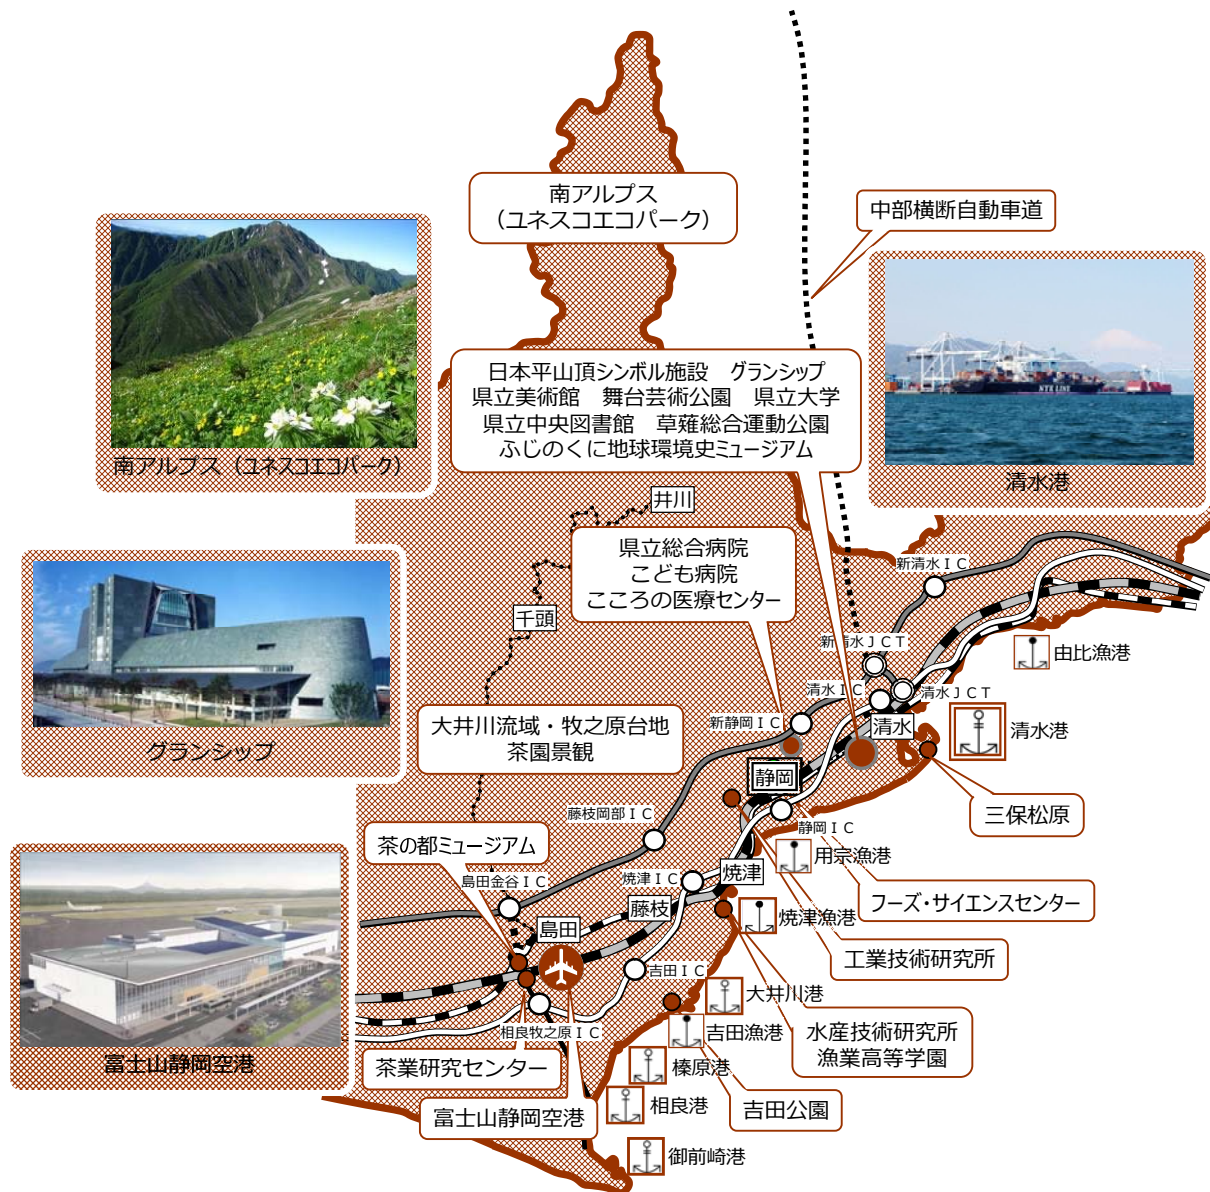 南アルプス
（ユネスコエコパーク）
中部横断自動車道
南アルプス（ユネスコエコパーク）
NYK LINE
清水港
日本平山頂シンボル施設　グランシップ
県立美術館　舞台芸術公園　県立大学
県立中央図書館　草薙総合運動公園
ふじのくに地球環境史ミュージアム
井川
県立総合病院
こども病院
こころの医療センター
新清水ＩＣ
千頭
新清水ＪＣＴ
由比漁港
清水ＩＣ
清水ＪＣＴ
グランシップ
大井川流域・牧之原台地
茶園景観
新静岡ＩＣ
清水
清水港
静岡
三保松原
藤枝岡部ＩＣ
静岡ＩＣ
茶の都ミュージアム
用宗漁港
島田金谷ＩＣ
焼津ＩＣ
焼津
フーズ・サイエンスセンター
藤枝
焼津漁港
島田
工業技術研究所
吉田ＩＣ
大井川港
相良牧之原ＩＣ
吉田漁港
水産技術研究所
漁業高等学園
富士山静岡空港
茶業研究センター
榛原港
相良港
吉田公園
富士山静岡空港
御前崎港